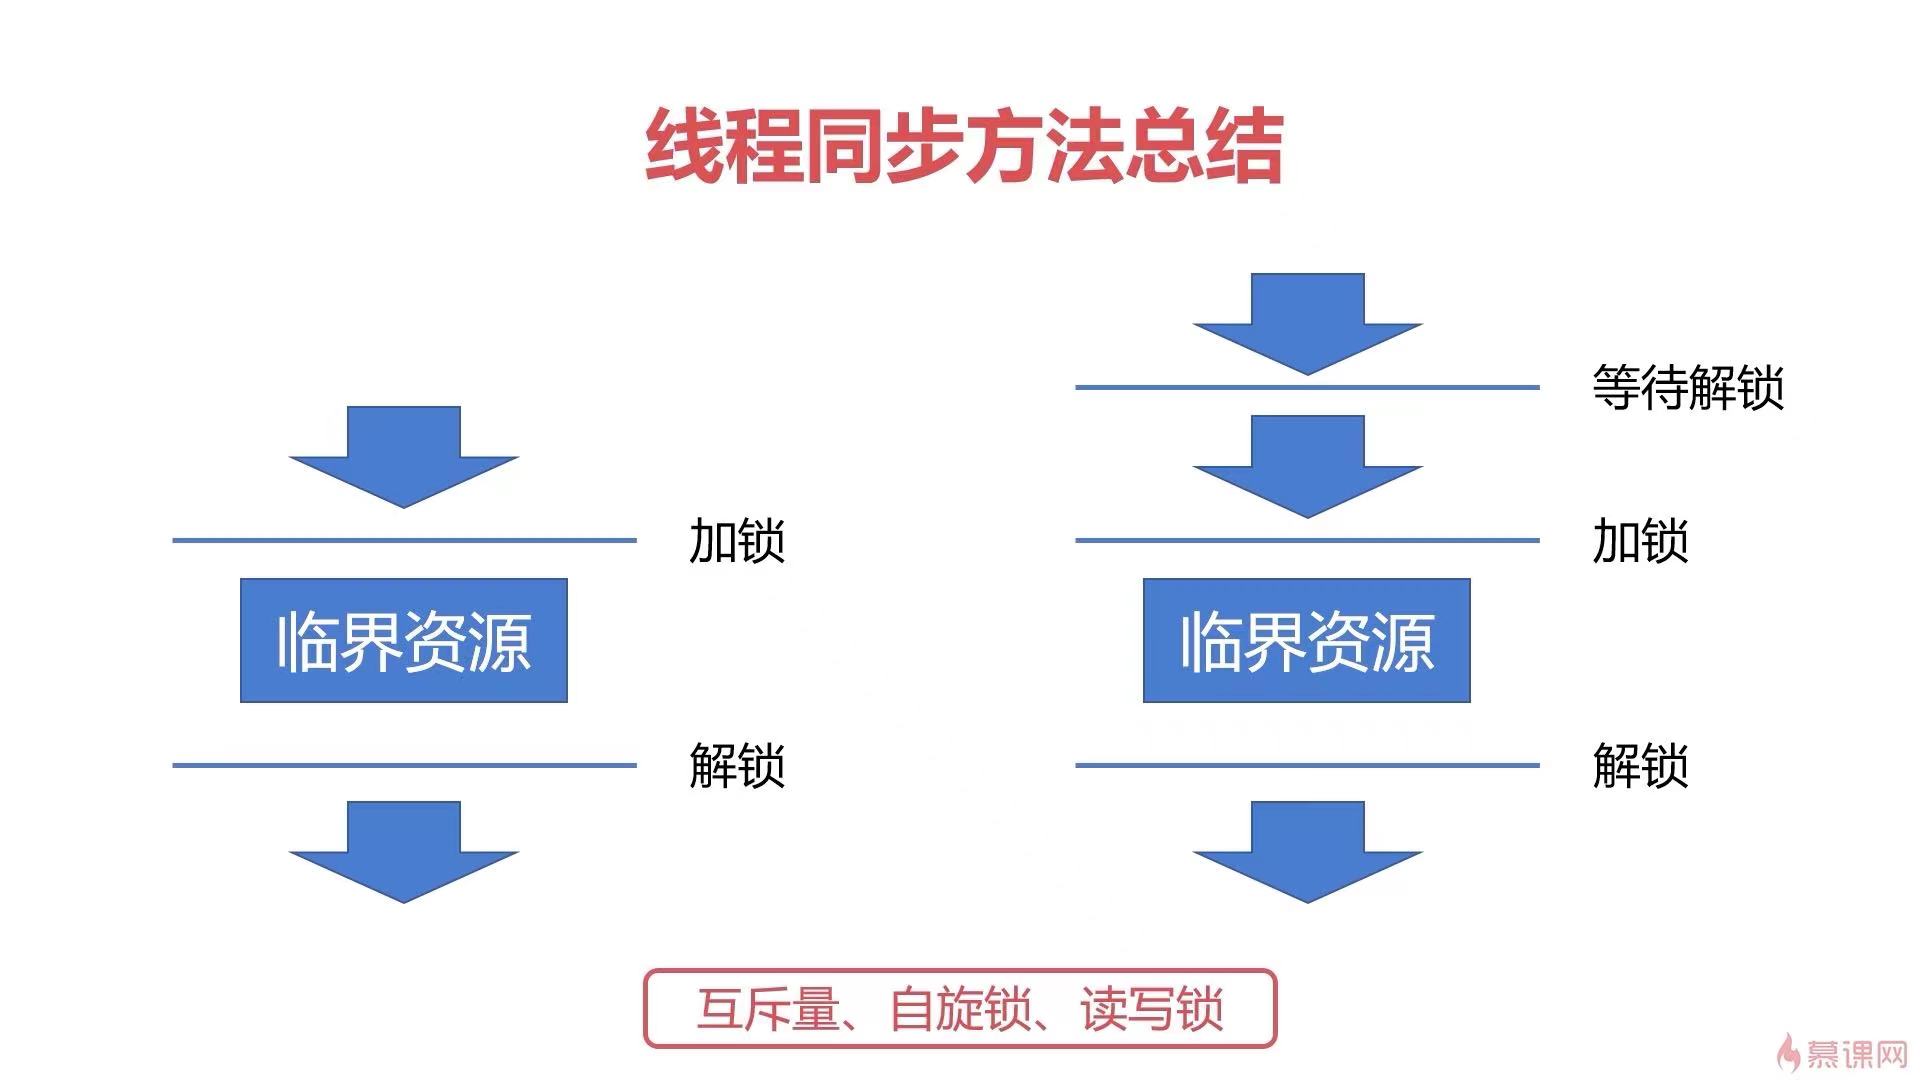 线程同步方法总结
等待解锁
加锁
加锁
临界资源
临界资源
解锁
解锁
互斥量、自旋锁、读写锁
慕课网